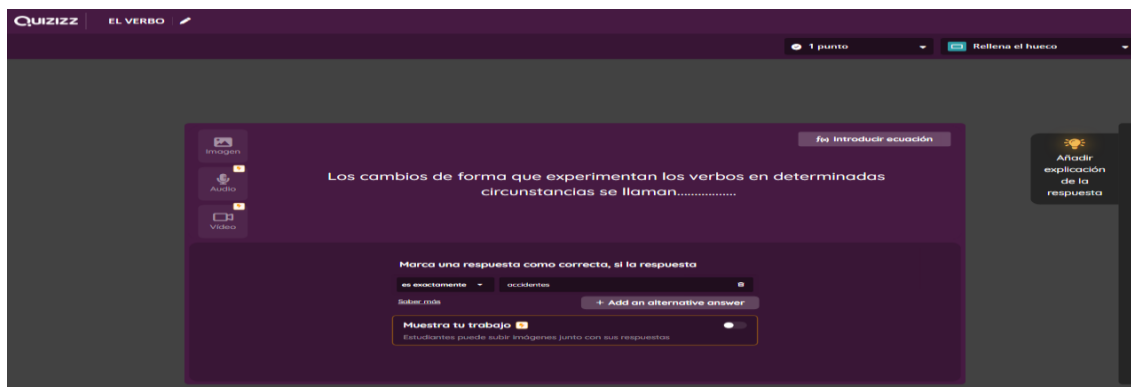 QUIZIZZ EL VERBO
1 punto Rellena el hueco
Imagen
Audio
Vídeo
f(x) Introducir ecuación
Los cambios de forma que experimentan los verbos en determinadas
circunstancias se llaman................
Añadir
explicación
de la
respuesta
Marca una respuesta como correcta, si la respuesta
es exactamente accidentes
Saber más + Add an alternative answer
Muestra tu trabajo
Estudiantes puede subir imágenes junto con sus respuestas